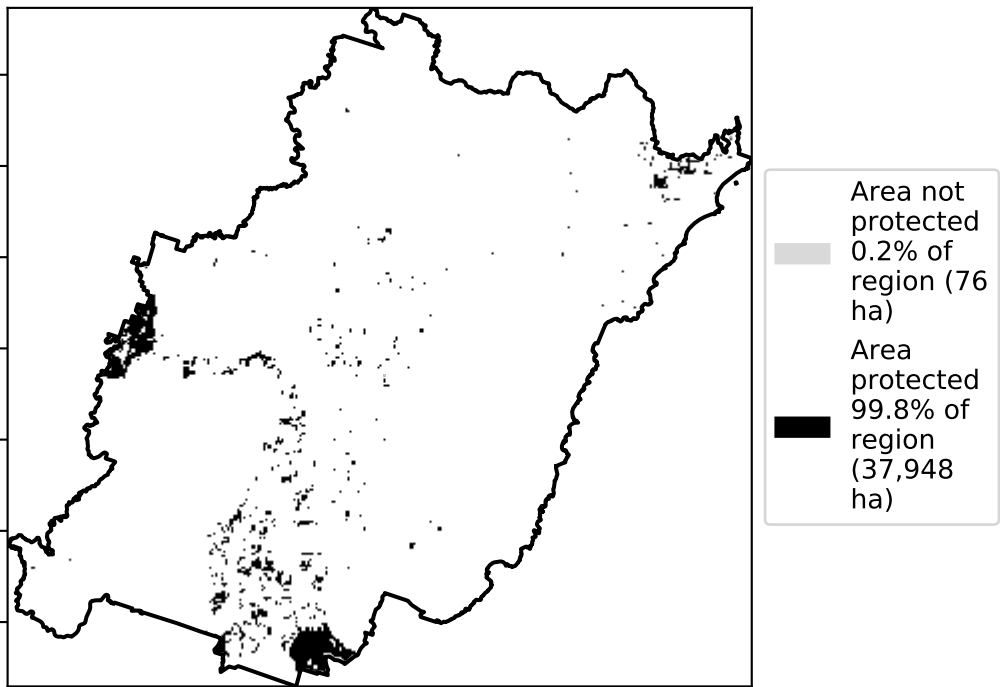 Area not
protected
0.2% of
region (76
ha)
Area
protected
99.8% of
region
(37,948
ha)